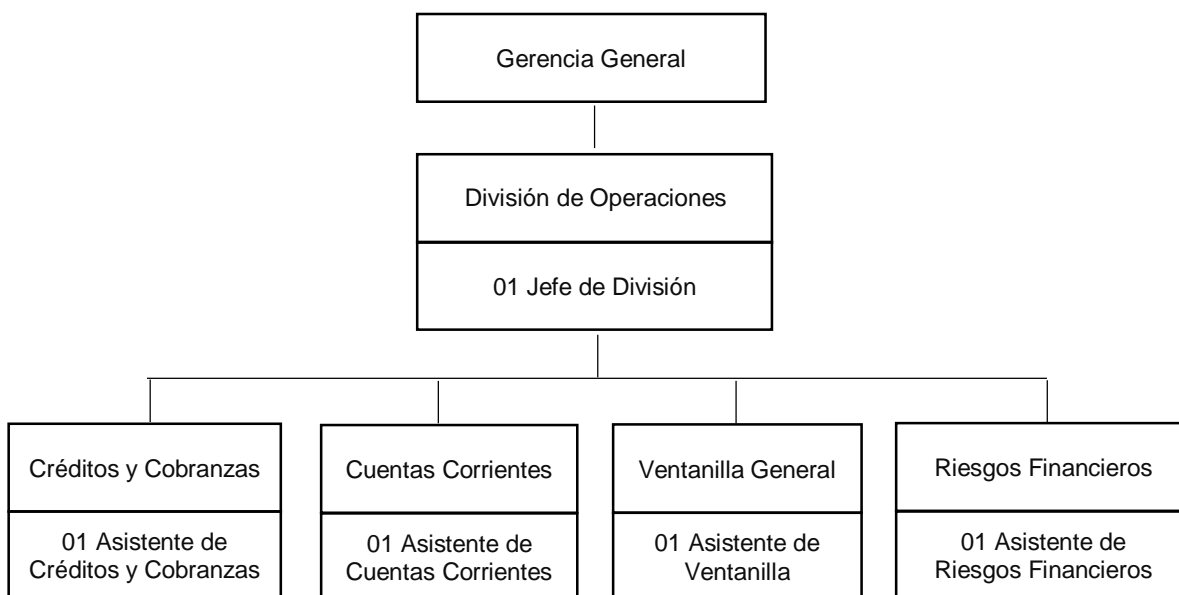 Gerencia General
División de Operaciones
01 Jefe de División
Créditos y Cobranzas
01 Asistente de
Créditos y Cobranzas
Cuentas Corrientes
01 Asistente de
Cuentas Corrientes
Ventanilla General
01 Asistente de
Ventanilla
Riesgos Financieros
01 Asistente de
Riesgos Financieros